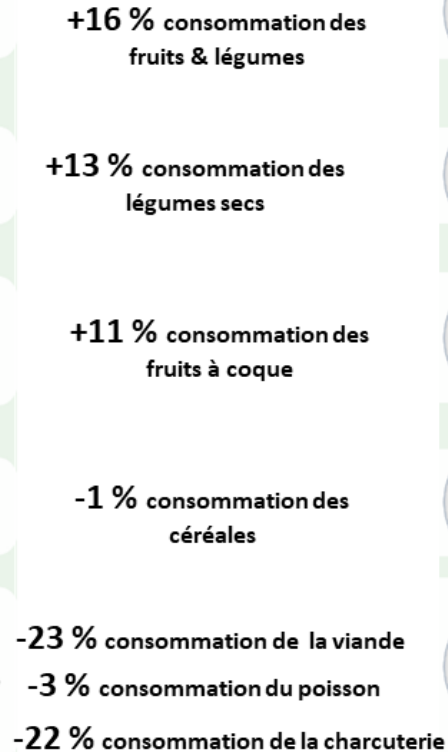 +16 % consommation des
fruits & légumes
+13 % consommation des
légumes secs
+11 % consommation des
fruits à coque
-1 % consommation des
céréales
-23 % consommation de la viande
-3 % consommation du poisson
-22 % consommation de la charcuterie